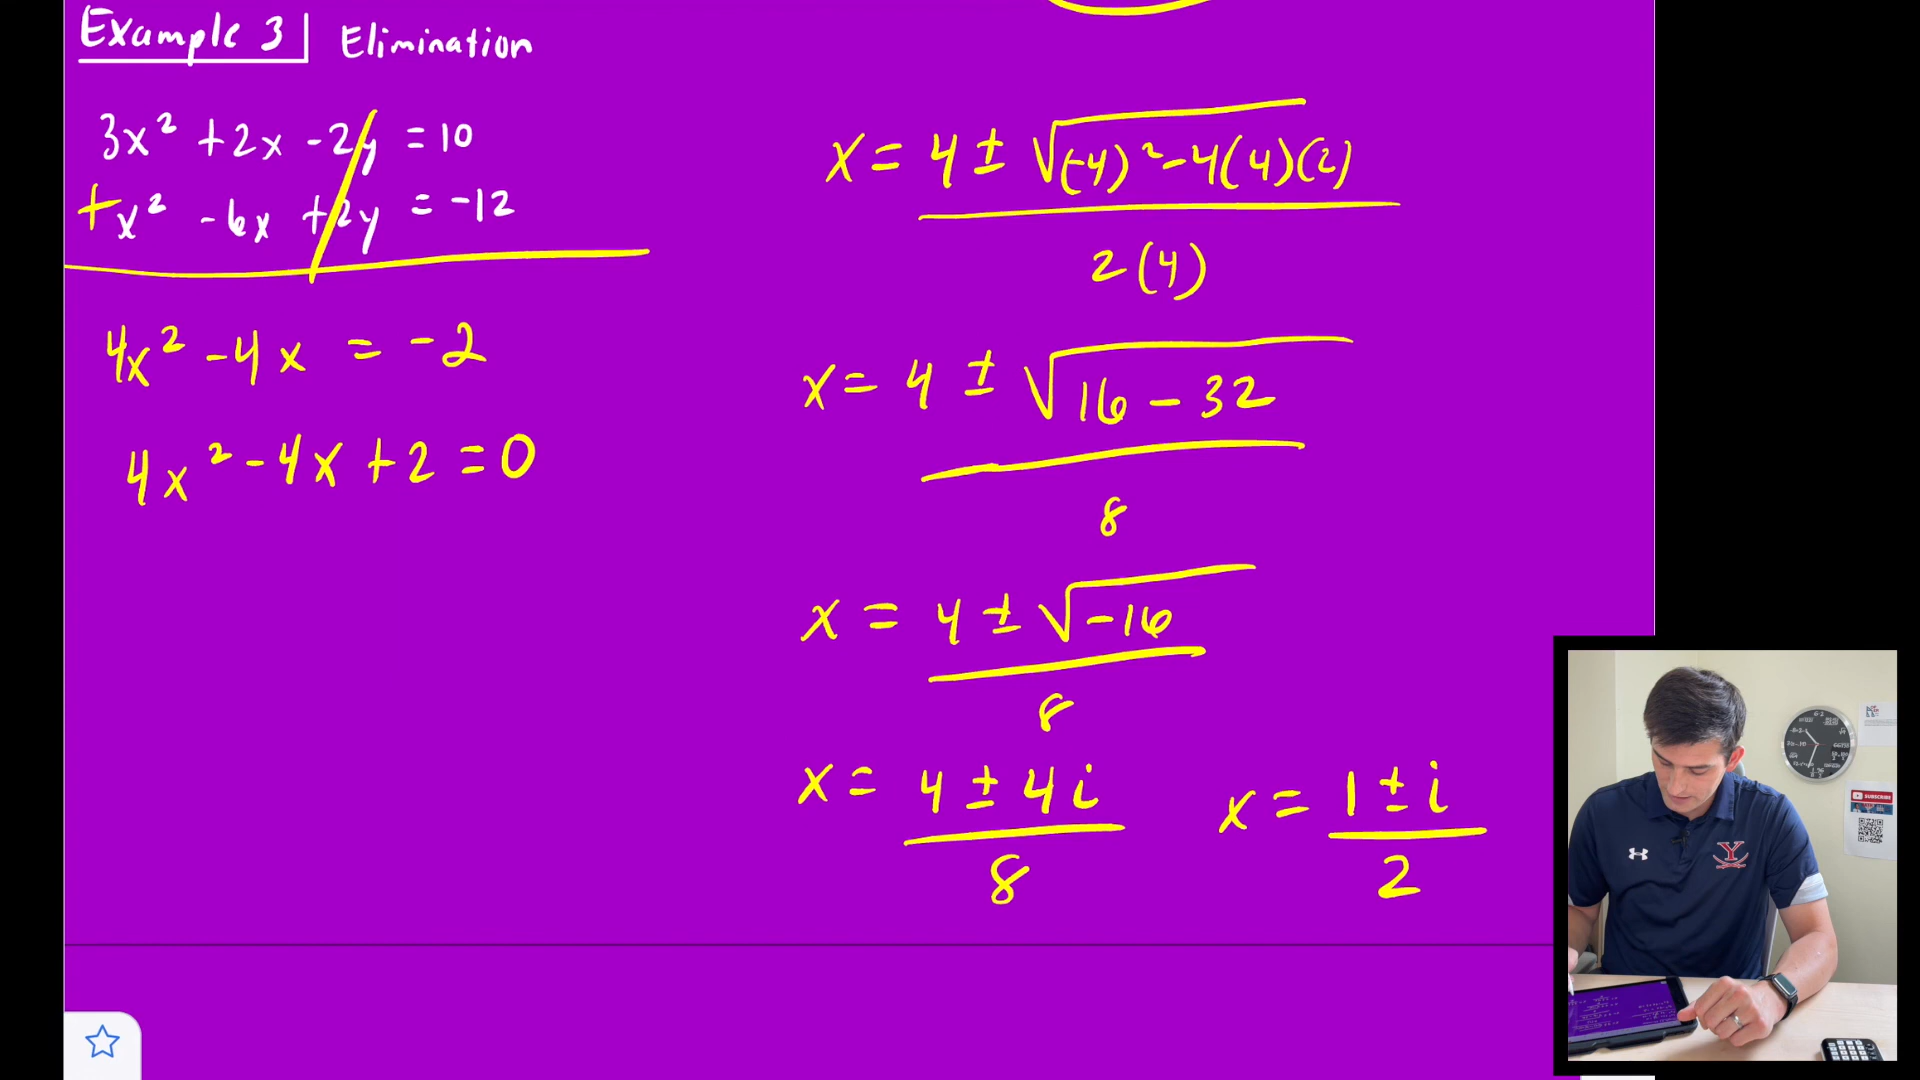 Example 3 Elimination
3x² + 2x - 2y = 10
+ x² - 6x + 2y = -12
4x² - 4x = -2
4x² - 4x + 2 = 0
x = 4 ± √(-4)² - 4(4)(2)
2(4)
x = 4 ± √16 - 32
8
x = 4 ± √-16
8
x = 4 ± 4i
8
x = 1 ± i
2
SUBSCRIBE
Y